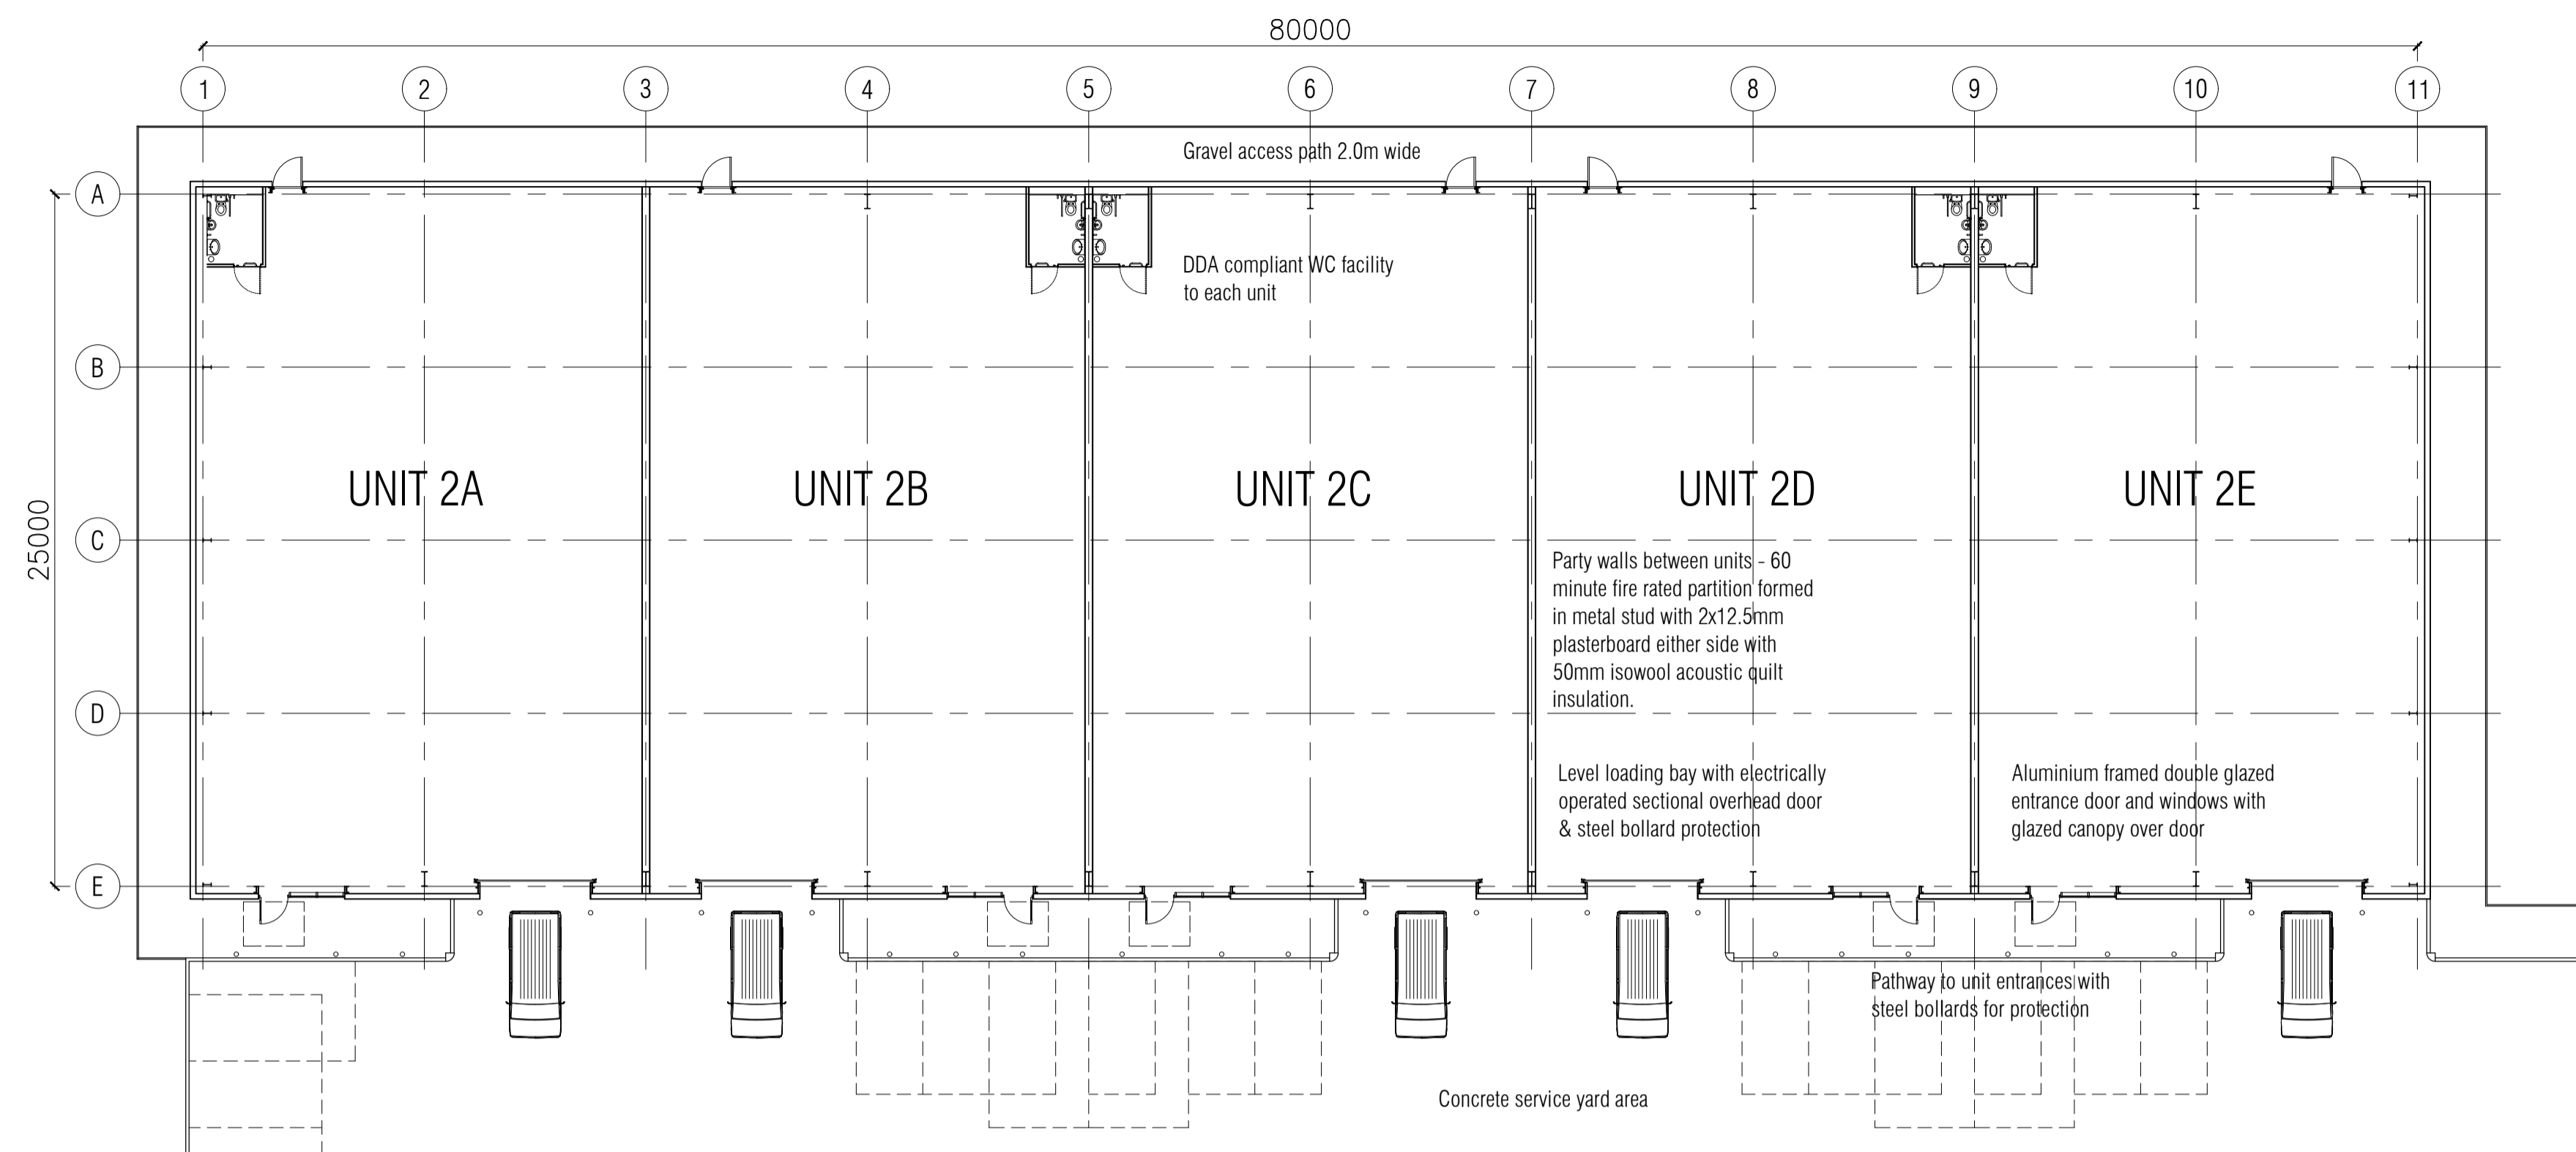 80000
1
2
3
4
5
6
7
8
9
10
11
Gravel access path 2.0m wide
A
DDA compliant WC facility
to each unit
B
UNIT 2A
UNIT 2B
UNIT 2C
UNIT 2D
UNIT 2E
25000
C
Party walls between units - 60
minute fire rated partition formed
in metal stud with 2x12.5mm
plasterboard either side with
50mm isowool acoustic quilt
insulation.
D
Level loading bay with electrically
operated sectional overhead door
& steel bollard protection
Aluminium framed double glazed
entrance door and windows with
glazed canopy over door
E
Pathway to unit entrances with
steel bollards for protection
Concrete service yard area